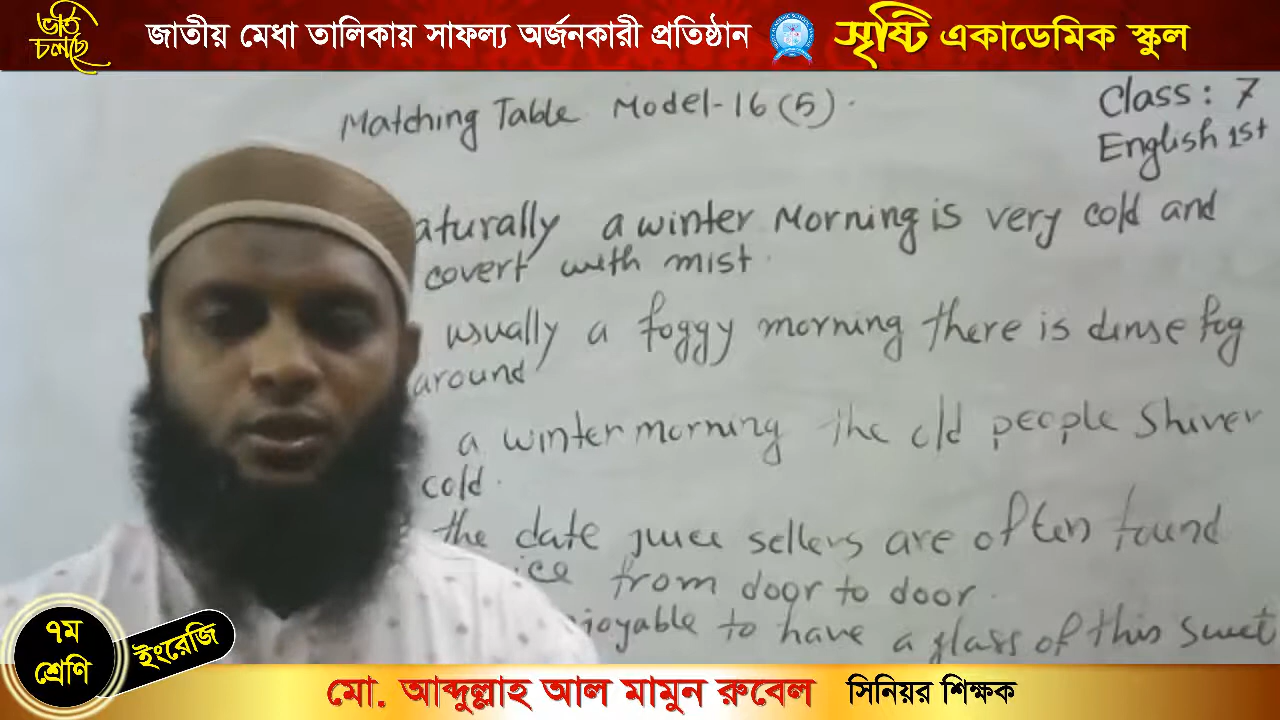 ভর্তি চলছে
জাতীয় মেধা তালিকায় সাফল্য অর্জনকারী প্রতিষ্ঠান সৃষ্টি একাডেমিক স্কুল
Matching Table Model-16 (5).
Class: 7
English 1st
aturally a winter Morning is very cold and
covert with mist.
usually a foggy morning there is dense fog
around
a winter morning the old people Shiver
cold.
the date juice sellers are often found
ice from door to door.
joyable to have a glass of this sweet
৭ম
শ্রেণি
ইংরেজি
মো. আব্দুল্লাহ আল মামুন রুবেল সিনিয়র শিক্ষক